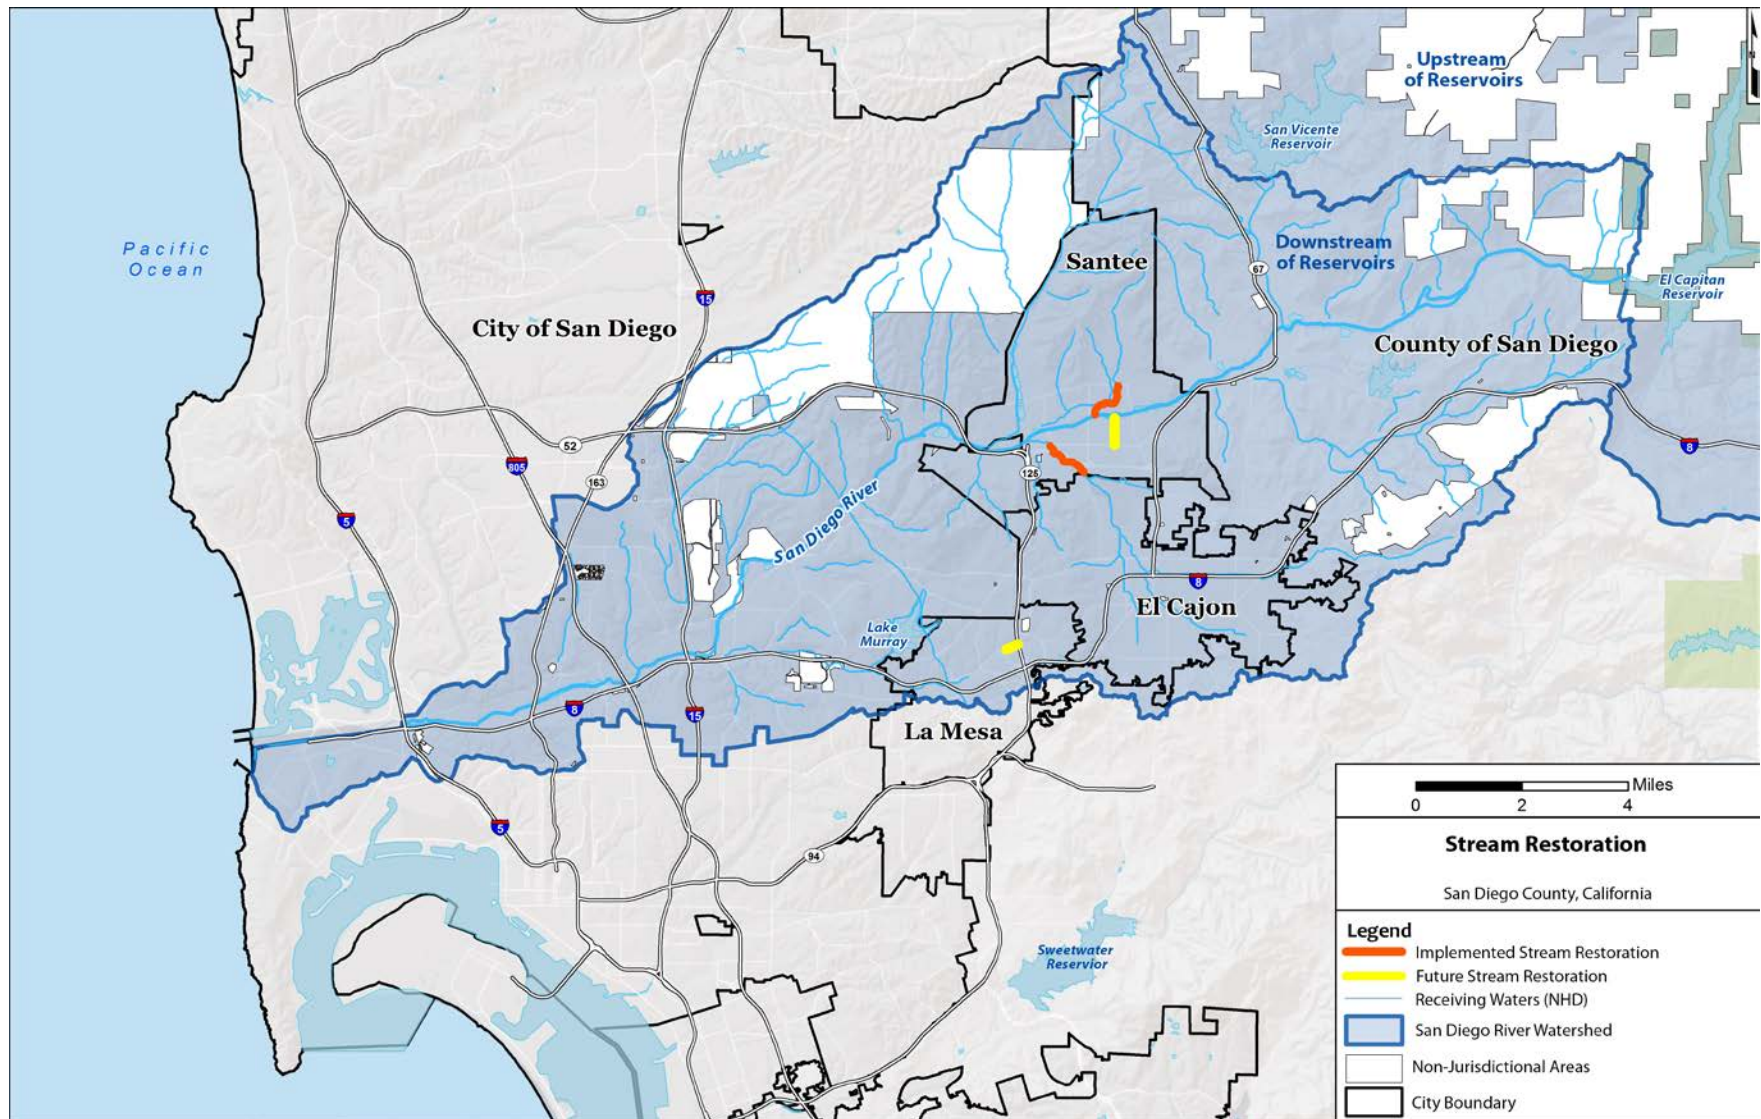 Upstream
of Reservoirs
San Vicente
Reservoir
Pacific
Ocean
Santee
Downstream
of Reservoirs
67
El Capitan
Reservoir
15
City of San Diego
County of San Diego
52
805
163
125
8
5
San Diego River
8
El Cajon
Lake
Murray
8
15
La Mesa
5
94
Sweetwater
Reservior
0 2 4 Miles
Stream Restoration
San Diego County, California
Legend
Implemented Stream Restoration
Future Stream Restoration
Receiving Waters (NHD)
San Diego River Watershed
Non-Jurisdictional Areas
City Boundary